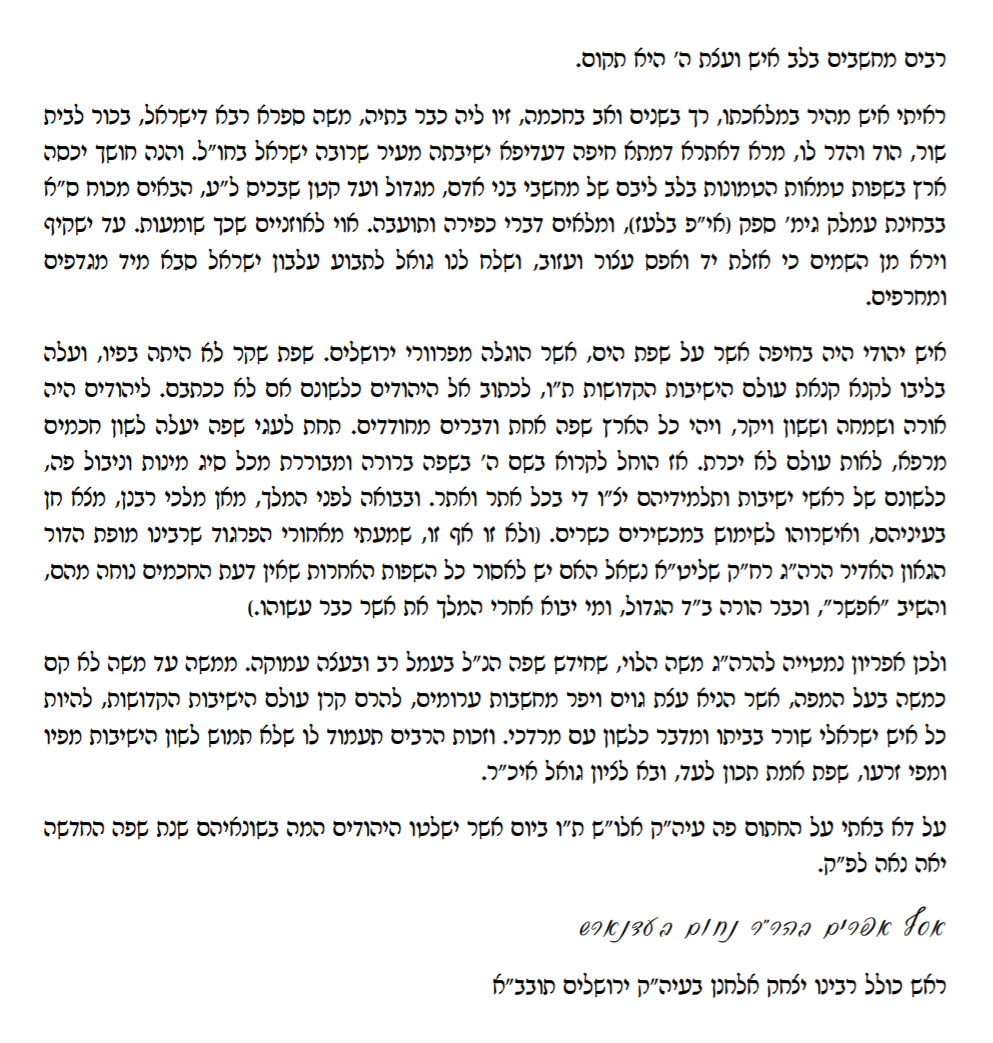 רבים מחשבים בלב איש ועצת ה' היא תקום.
ראיתי איש מהיר במלאכתו, רך בשנים ואב בחכמה, זיו ליה כבר בתיה, משה ספרא רבא דישראל, בכור לבית
שור, הוד והדר לו, מרא דאתרא דמתא חיפה דעדיפא ישיבתה מעיר שרובה ישראל בחו"ל. והנה חושך יכסה
ארץ בשפות טמאות הטמונות בלב ליבם של מחשבי בני אדם, מגדול ועד קטן שבכים ל"ע, הבאים מכוח ס"א
בבחינת עמלק גימ' ספק (אי"פ בלעז), ומלאים דברי כפירה ותועבה. אוי לאוזניים שכך שומעות. עד ישקיף
וירא מן השמים כי אזלת יד ואפס עצור ועזוב, ושלח לנו גואל לתבוע עלבון ישראל סבא מיד מגדפים
ומחרפים.
איש יהודי היה בחיפה אשר על שפת הים, אשר הוגלה מפרוורי ירושלים. שפת שקר לא היתה בפיו, ועלה
בליבו לקנא קנאת עולם הישיבות הקדושות ת"ו, לכתוב אל היהודים כלשונם אם לא ככתבם. ליהודים היה
אורה ושמחה וששון ויקר, ויהי כל הארץ שפה אחת ודברים מחודדים. תחת לעגי שפה יעלה לשון חכמים
מרפא, לאות עולם לא יכרת. אז הוחל לקרוא בשם ה' בשפה ברורה ומבוררת מכל סיג מינות וניבול פה,
כלשונם של ראשי ישיבות ותלמידיהם יצ"ו די בכל אתר ואתר. ובבואה לפני המלך, מאן מלכי רבנן, מצא חן
בעיניהם, ואישרוהו לשימוש במכשירים כשרים. (ולא זו אף זו, שמעתי מאחורי הפרגוד שרבינו מופת הדור
הגאון האדיר הרה"ג רח"ק שליט"א נשאל האם יש לאסור כל השפות האחרות שאין דעת החכמים נוחה מהם,
והשיב "אפשר", וכבר הורה ב"ד הגדול, ומי יבוא אחרי המלך את אשר כבר עשוהו.)
ולכן אפריון נמטייה להרה"ג משה הלוי, שחידש שפה הנ"ל בעמל רב ובעצה עמוקה. ממשה עד משה לא קם
כמשה בעל המפה, אשר הניא עצת גוים ויפר מחשבות ערומים, להרם קרן עולם הישיבות הקדושות, להיות
כל איש ישראלי שורר בביתו ומדבר כלשון עם מרדכי. וזכות הרבים תעמוד לו שלא תמוש לשון הישיבות מפיו
ומפי זרעו, שפת אמת תכון לעד, ובא לציון גואל איכ"ר.
על דא באתי על החתום פה עיה"ק אלו"ש ת"ו ביום אשר ישלטו היהודים המה בשונאיהם שנת שפה החדשה
יאה נאה לפ"ק.
אסף אפרים בהר"ר נחום בעדנארש
ראש כולל רבינו יצחק אלחנן בעיה"ק ירושלים תובב"א